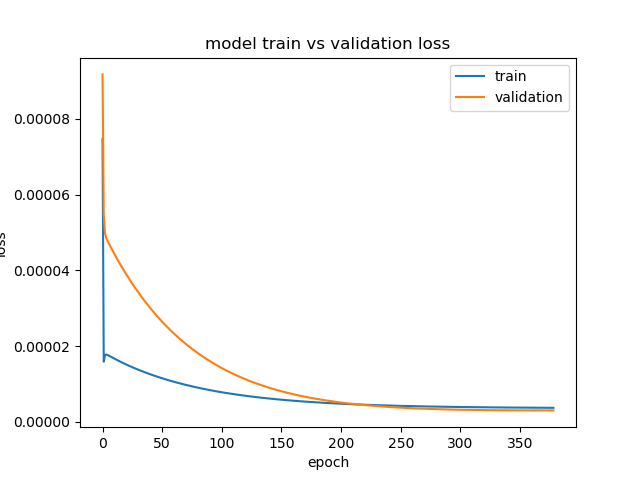 model train vs validation loss
train
validation
0.00008
0.00006
0.00004
0.00002
0.00000
loss
0 50 100 150 200 250 300 350
epoch